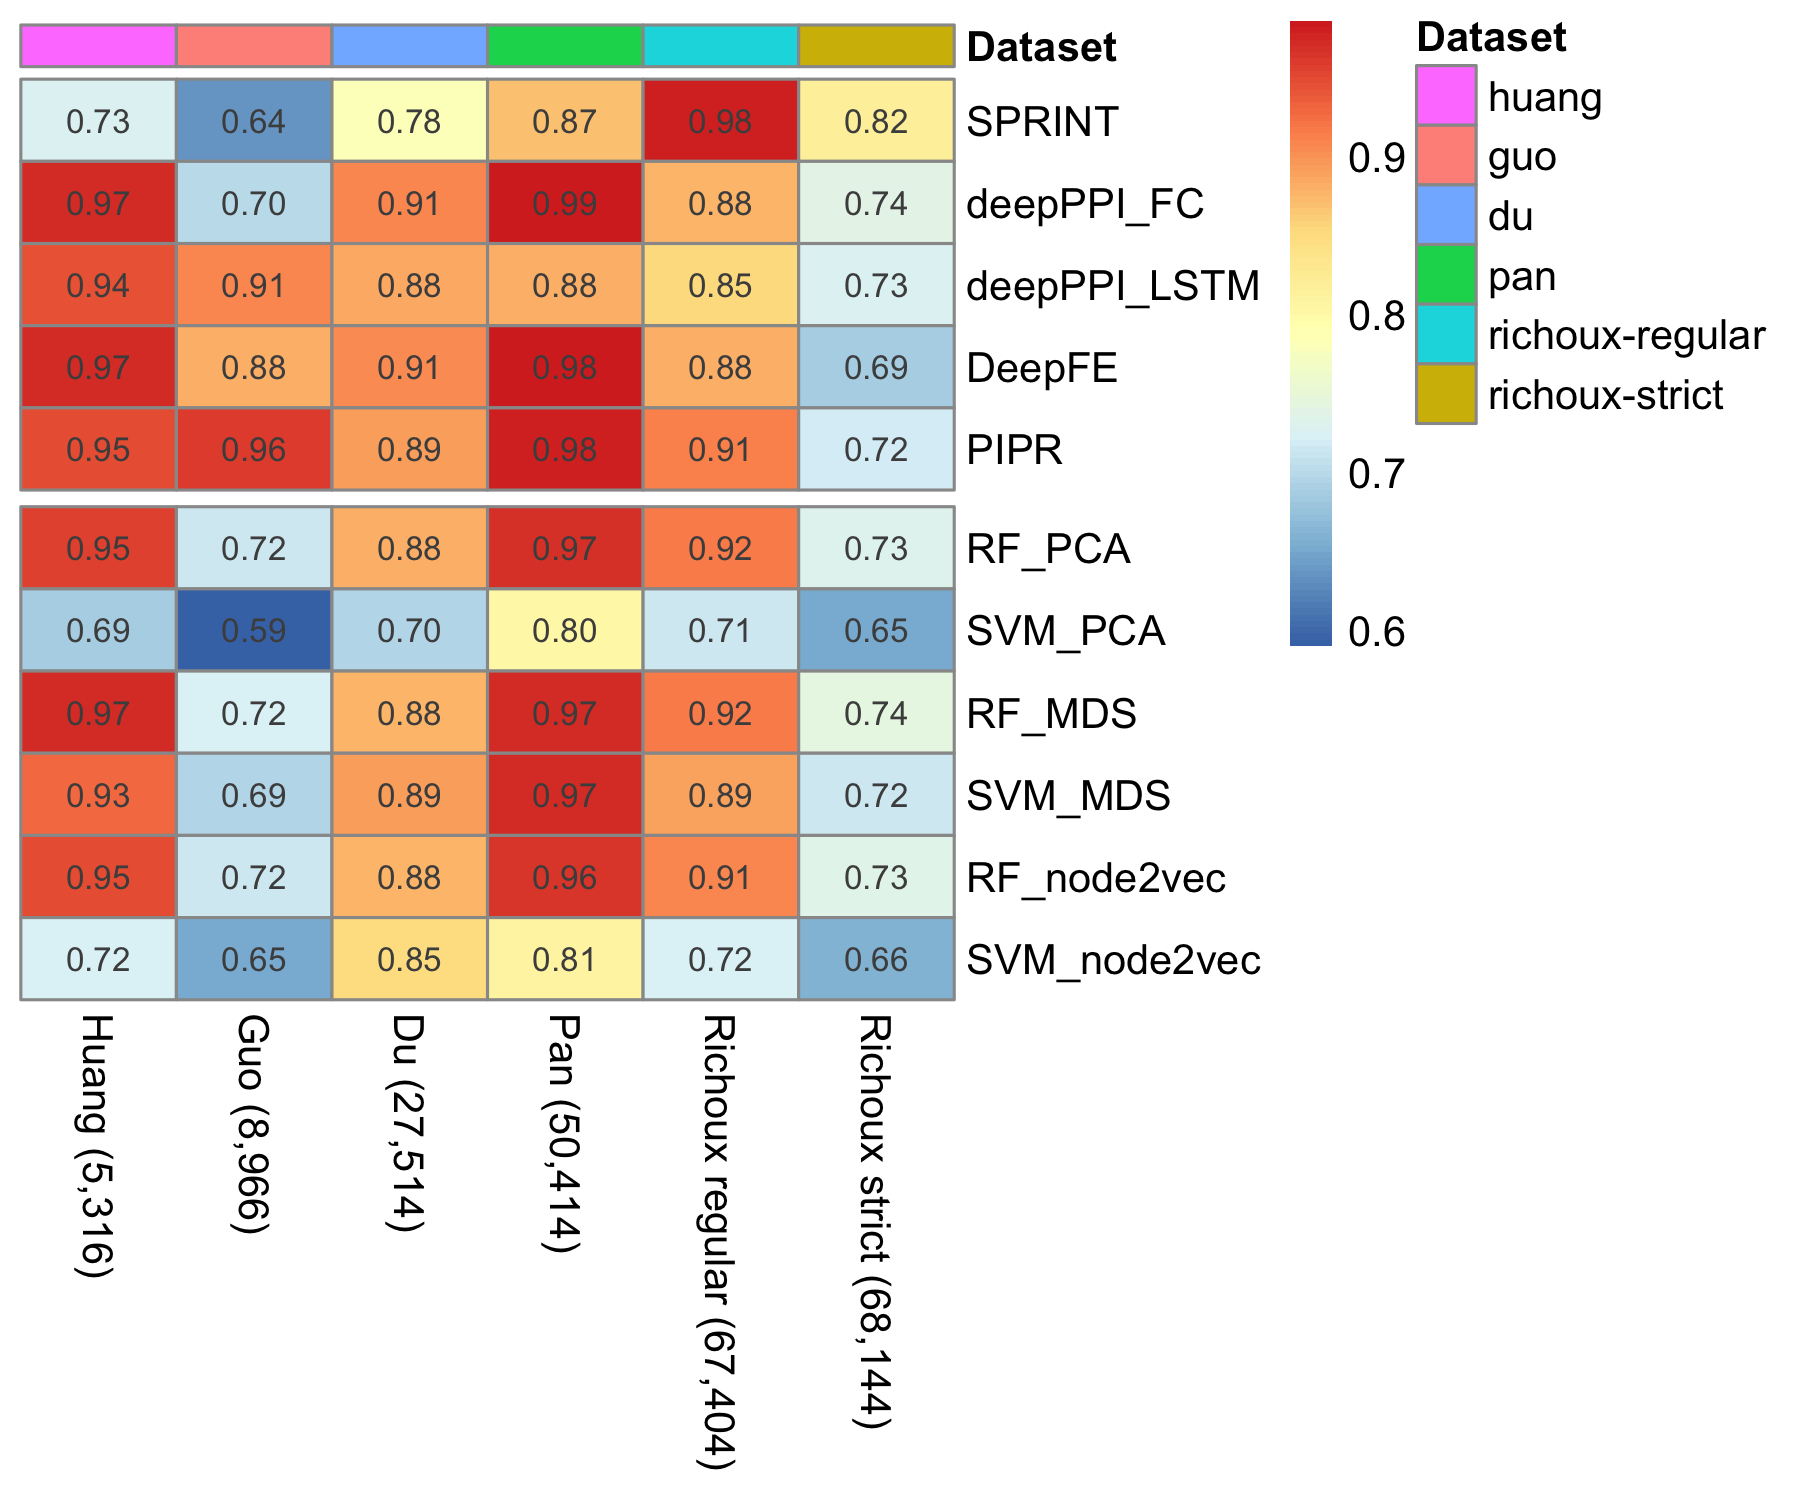 Dataset
0.73 0.64 0.78 0.87 0.98 0.82 SPRINT
0.97 0.70 0.91 0.99 0.88 0.74 deepPPI_FC
0.94 0.91 0.88 0.88 0.85 0.73 deepPPI_LSTM
0.97 0.88 0.91 0.98 0.88 0.69 DeepFE
0.95 0.96 0.89 0.98 0.91 0.72 PIPR
0.95 0.72 0.88 0.97 0.92 0.73 RF_PCA
0.69 0.59 0.70 0.80 0.71 0.65 SVM_PCA
0.97 0.72 0.88 0.97 0.92 0.74 RF_MDS
0.93 0.69 0.89 0.97 0.89 0.72 SVM_MDS
0.95 0.72 0.88 0.96 0.91 0.73 RF_node2vec
0.72 0.65 0.85 0.81 0.72 0.66 SVM_node2vec
Huang (5,316)
Guo (8,966)
Du (27,514)
Pan (50,414)
Richoux regular (67,404)
Richoux strict (68,144)
0.9
0.8
0.7
0.6
Dataset
huang
guo
du
pan
richoux-regular
richoux-strict